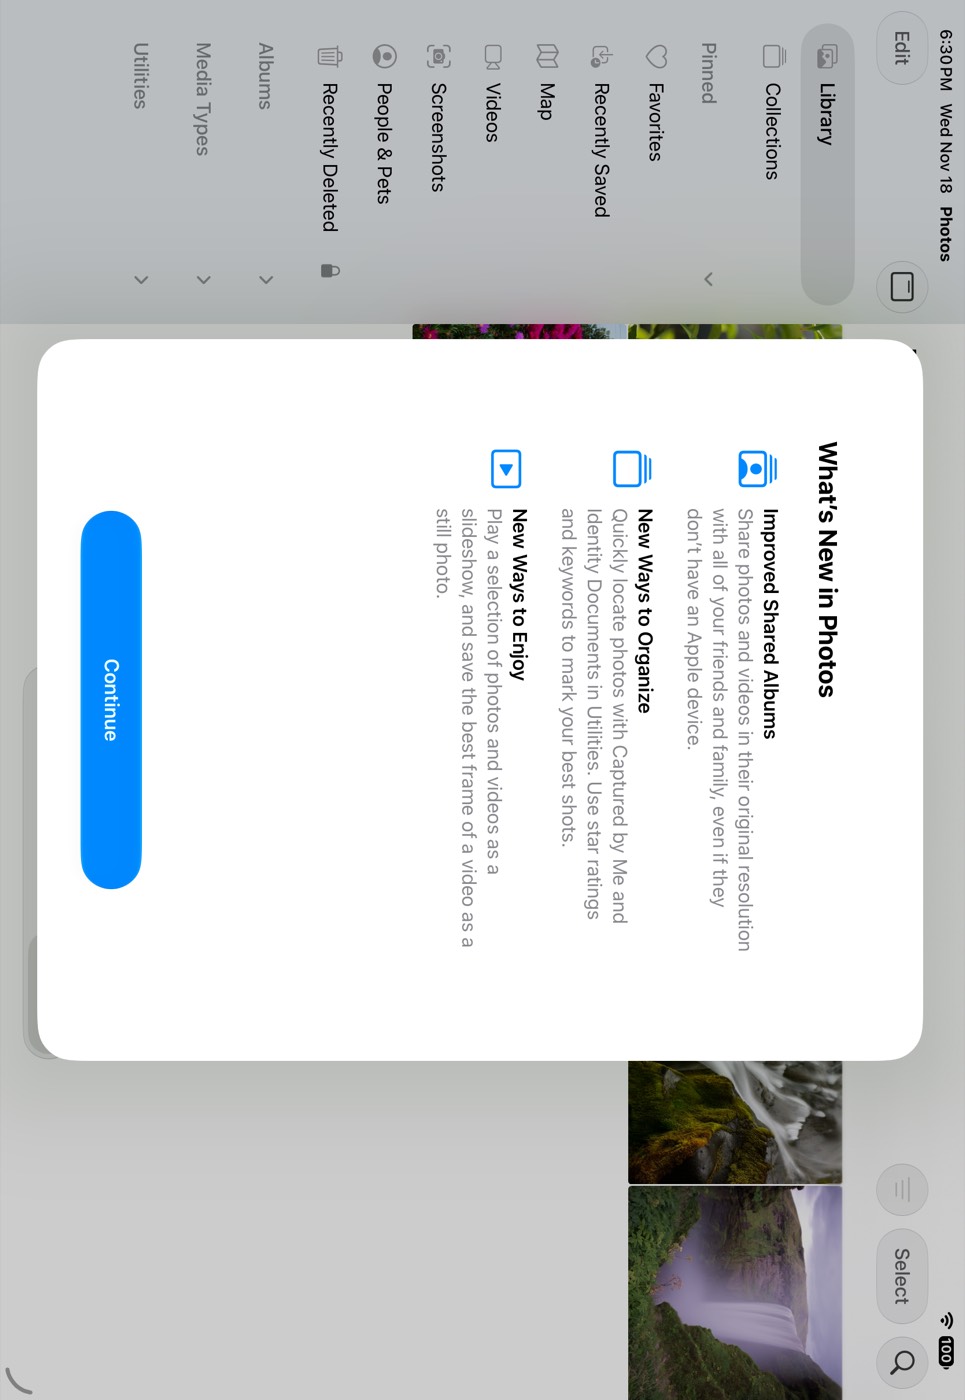 6:30 PM Wed Nov 18 Photos
100
Edit
Select
Library
Collections
Pinned
Favorites
Recently Saved
Map
Videos
Screenshots
People & Pets
Recently Deleted
Albums
Media Types
Utilities
What’s New in Photos
Improved Shared Albums
Share photos and videos in their original resolution
with all of your friends and family, even if they
don’t have an Apple device.
New Ways to Organize
Quickly locate photos with Captured by Me and
Identity Documents in Utilities. Use star ratings
and keywords to mark your best shots.
New Ways to Enjoy
Play a selection of photos and videos as a
slideshow, and save the best frame of a video as a
still photo.
Continue